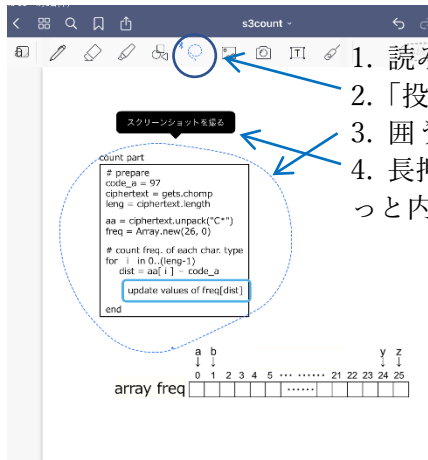 s3count
1. 読み
2.「投
3. 囲う
4. 長押
っと内
スクリーンショットを撮る
count part
# prepare
code_a = 97
ciphertext = gets.chomp
leng = ciphertext.length
aa = ciphertext.unpack("C*")
freq = Array.new(26, 0)
# count freq. of each char. type
for i in 0..(leng-1)
dist = aa[ i ] - code_a
update values of freq[dist]
end
a b y z
0 1 2 3 4 5 ... ...... 21 22 23 24 25
array freq ......